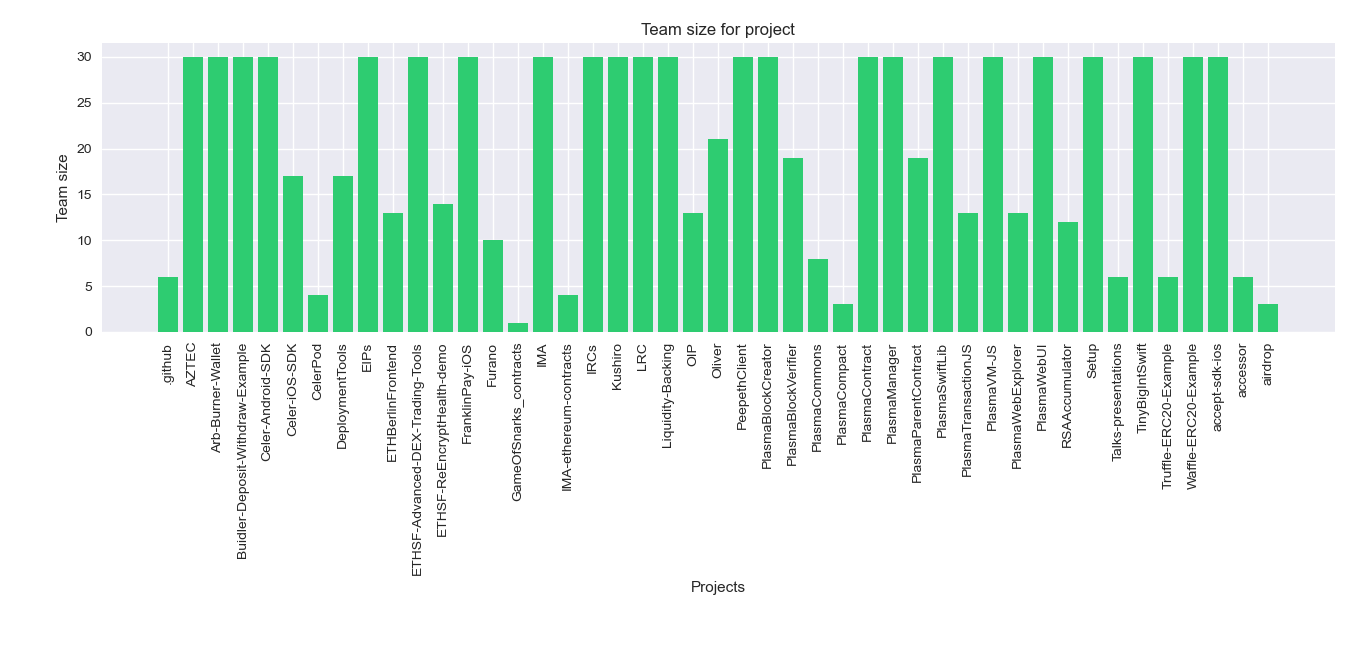 Team size for project
30
25
20
15
10
5
0
Team size
.github
AZTEC
Arb-Burner-Wallet
Buidler-Deposit-Withdraw-Example
Celer-Android-SDK
Celer-iOS-SDK
CelerPod
DeploymentTools
EIPs
ETHBerlinFrontend
ETHSF-Advanced-DEX-Trading-Tools
ETHSF-ReEncryptHealth-demo
FranklinPay-iOS
Furano
GameOfSnarks_contracts
IMA
IMA-ethereum-contracts
IRCs
Kushiro
LRC
Liquidity-Backing
OIP
Oliver
PeepethClient
PlasmaBlockCreator
PlasmaBlockVerifier
PlasmaCommons
PlasmaCompact
PlasmaContract
PlasmaManager
PlasmaParentContract
PlasmaSwiftLib
PlasmaTransactionJS
PlasmaVM-JS
PlasmaWebExplorer
PlasmaWebUI
RSAAccumulator
Setup
Talks-presentations
TinyBigIntSwift
Truffle-ERC20-Example
Waffle-ERC20-Example
accept-sdk-ios
accessor
airdrop
Projects